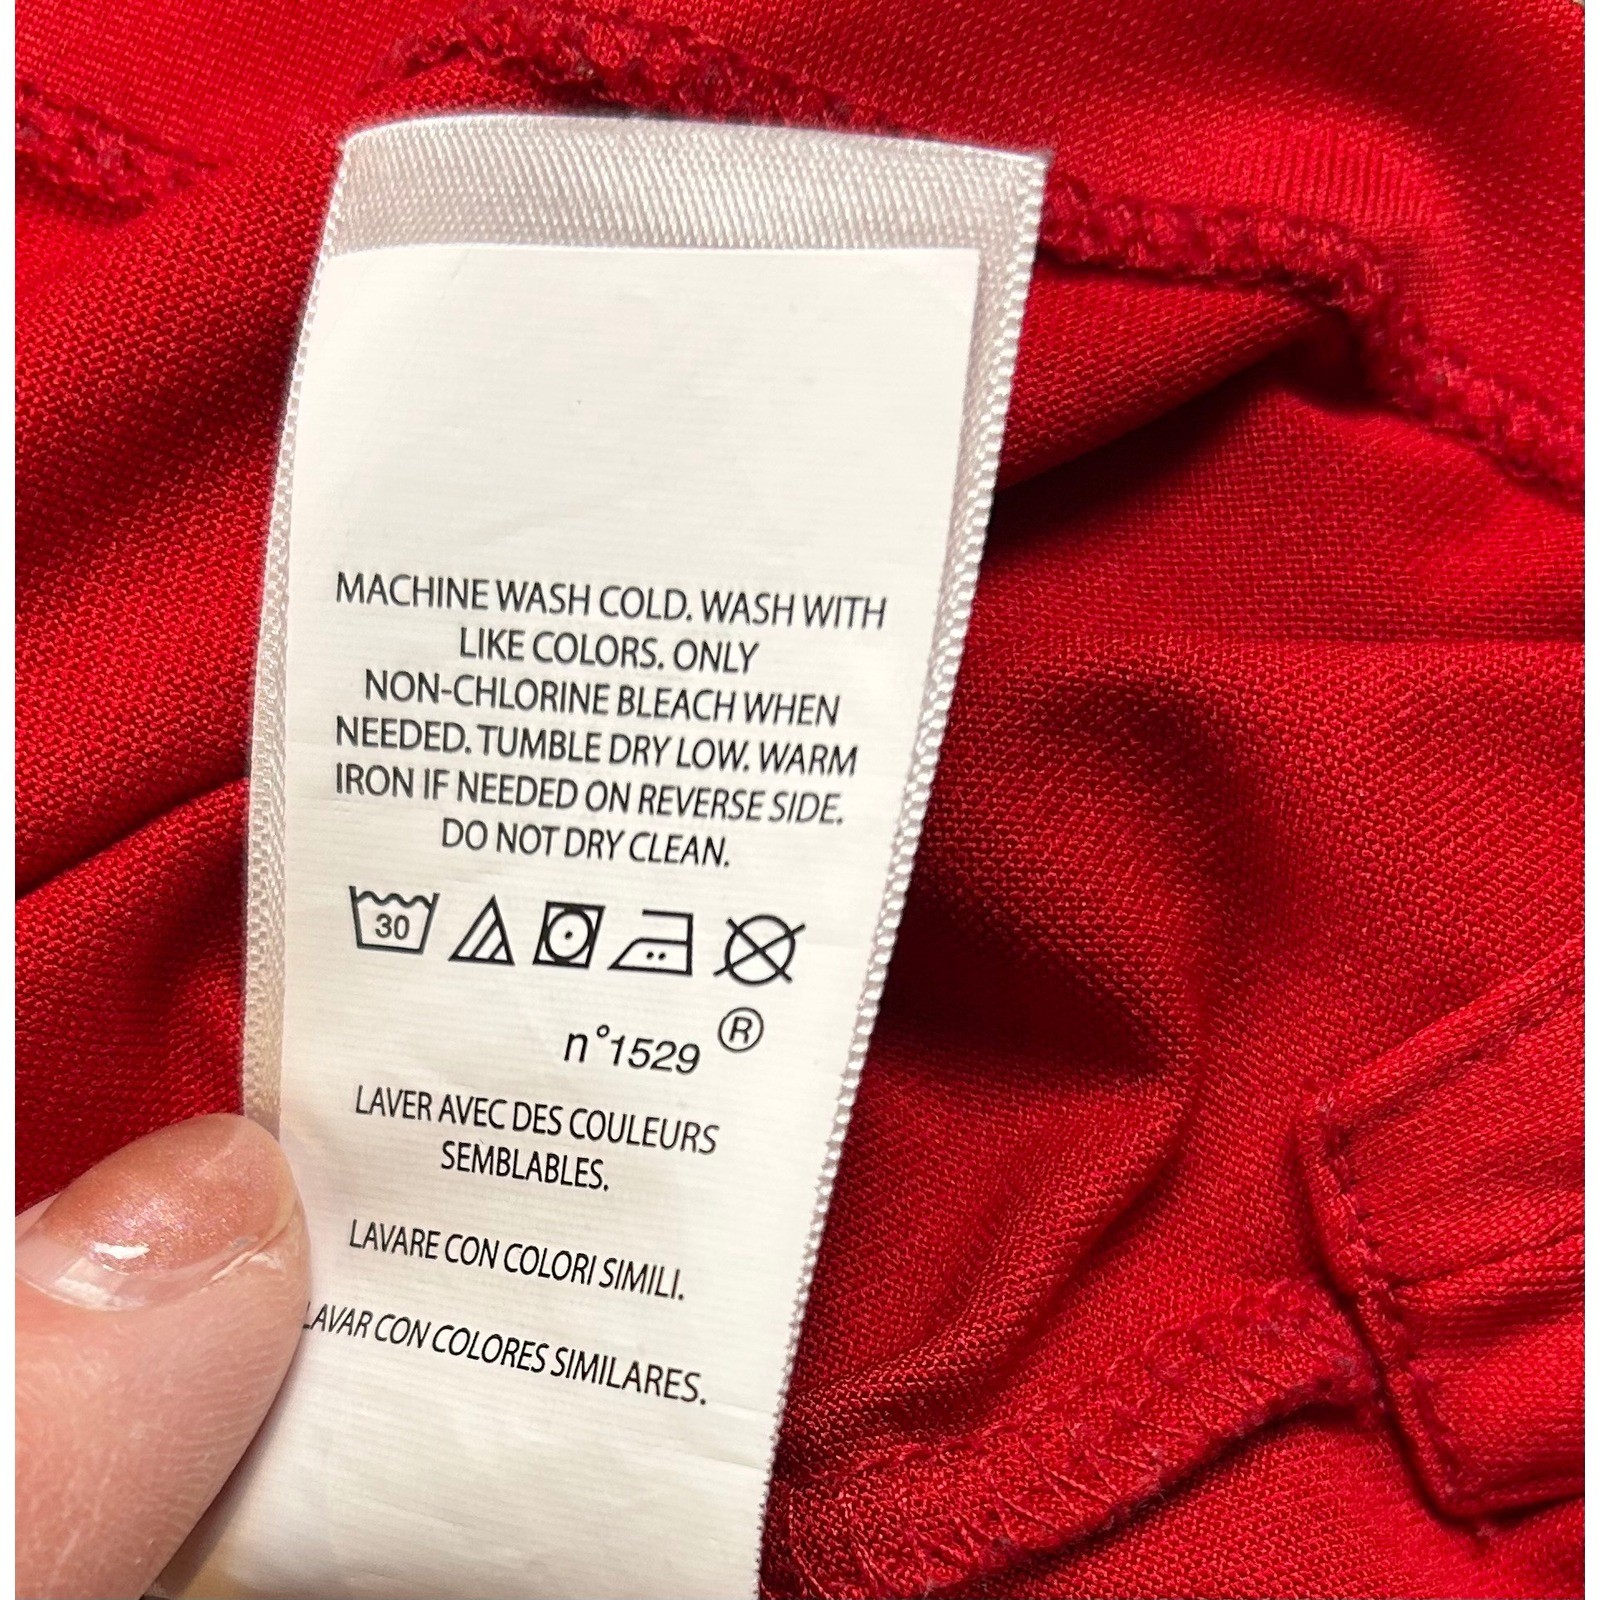 MACHINE WASH COLD. WASH WITH
LIKE COLORS. ONLY
NON-CHLORINE BLEACH WHEN
NEEDED. TUMBLE DRY LOW. WARM
IRON IF NEEDED ON REVERSE SIDE.
DO NOT DRY CLEAN.
30
n°1529 ®
LAVER AVEC DES COULEURS
SEMBLABLES.
LAVARE CON COLORI SIMILI.
LAVAR CON COLORES SIMILARES.